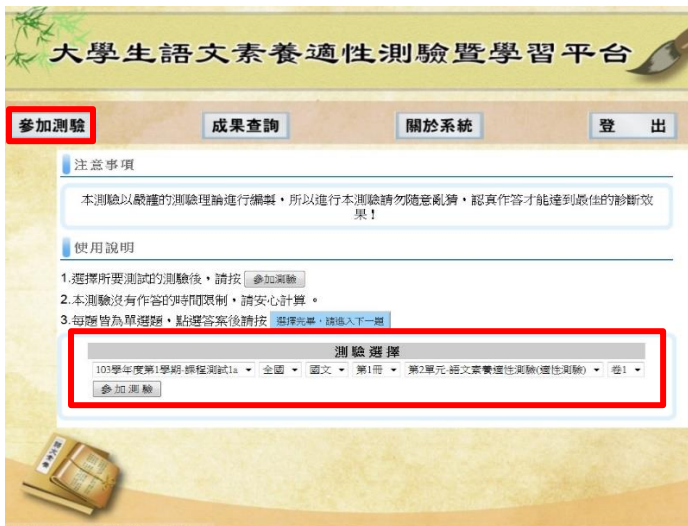 大學生語文素養適性測驗暨學習平台
參加測驗 成果查詢 關於系統 登 出
注意事項
本測驗以嚴謹的測驗理論進行編製，所以進行本測驗請勿隨意亂猜，認真作答才能達到最佳的診斷效
果！
使用說明
1.選擇所要測試的測驗後，請按 參加測驗
2.本測驗沒有作答的時間限制，請安心計算。
3.每題皆為單選題，點選答案後請按 選擇完畢，請進入下一題
測驗選擇
103學年度第1學期-課程測試1a 全國 國文 第1冊 第2單元-語文素養適性測驗(適性測驗) 卷1
參加測驗
語文素養